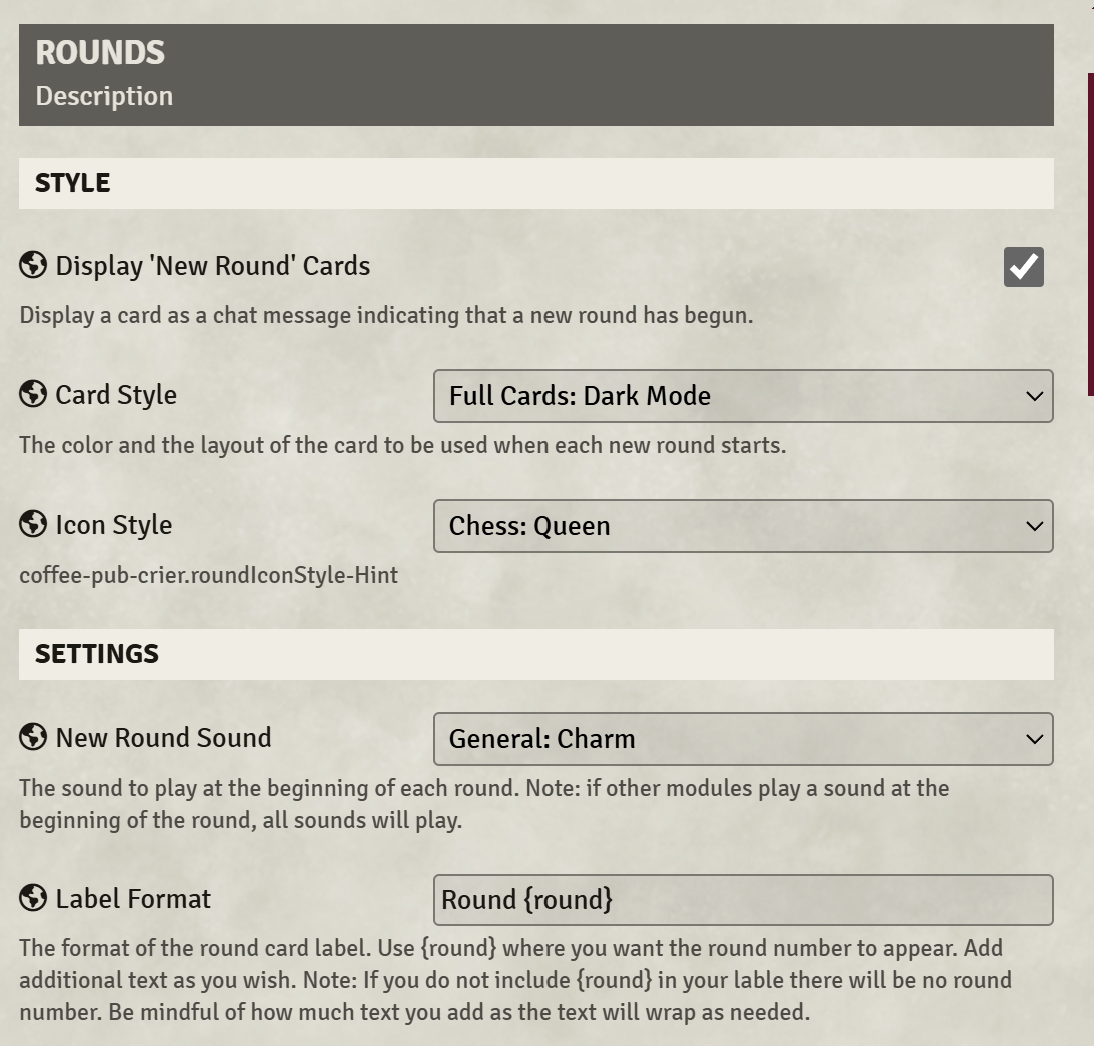 ROUNDS
Description
STYLE
Display 'New Round' Cards
Display a card as a chat message indicating that a new round has begun.
Card Style
Full Cards: Dark Mode
The color and the layout of the card to be used when each new round starts.
Icon Style
Chess: Queen
coffee-pub-crier.roundIconStyle-Hint
SETTINGS
New Round Sound
General: Charm
The sound to play at the beginning of each round. Note: if other modules play a sound at the
beginning of the round, all sounds will play.
Label Format
Round {round}
The format of the round card label. Use {round} where you want the round number to appear. Add
additional text as you wish. Note: If you do not include {round} in your lable there will be no round
number. Be mindful of how much text you add as the text will wrap as needed.